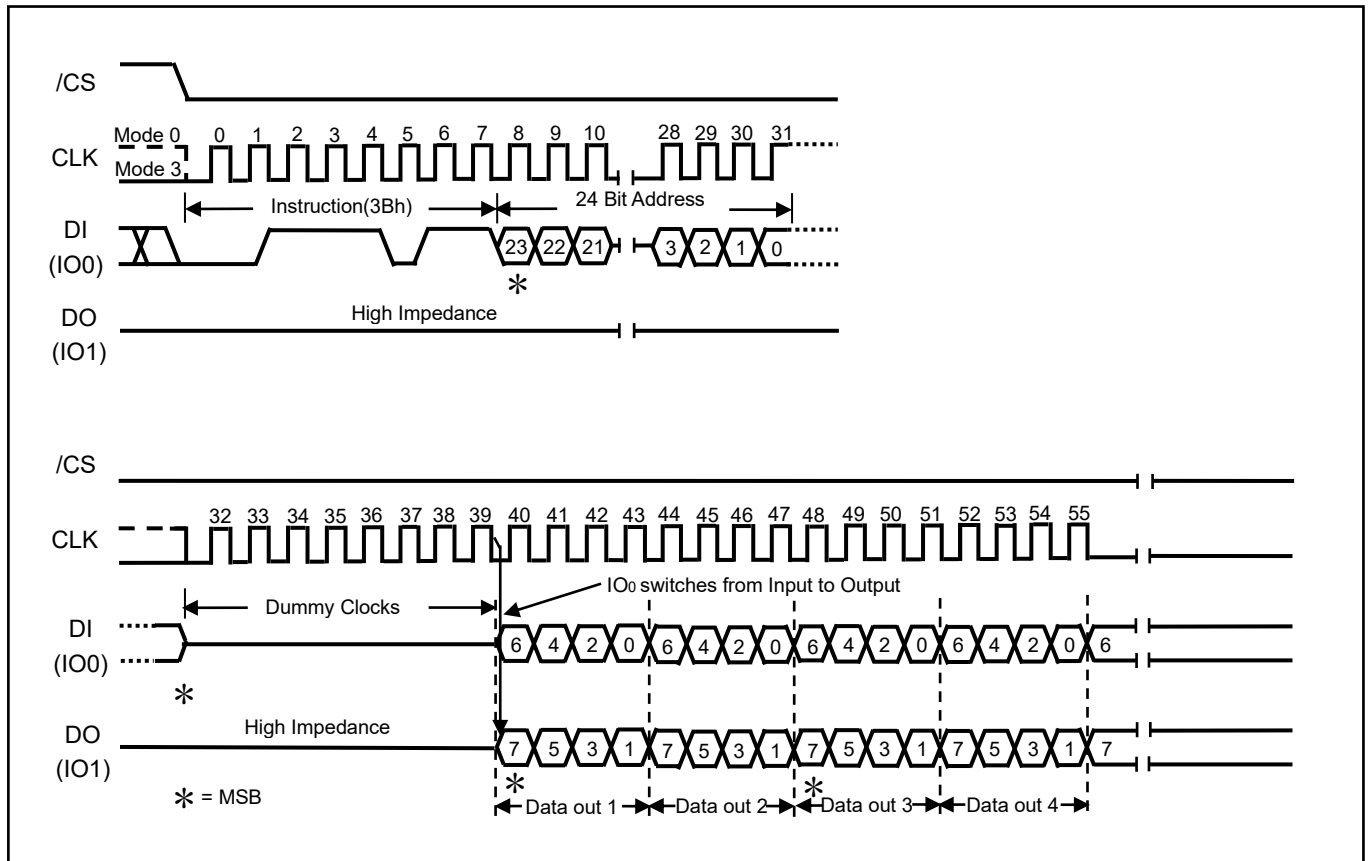 /CS
Mode 0 0 1 2 3 4 5 6 7 8 9 10 28 29 30 31
CLK
Mode 3
Instruction(3Bh) 24 Bit Address
DI
(IO0)
23 22 21 3 2 1 0
*
DO
(IO1)
High Impedance
/CS
32 33 34 35 36 37 38 39 40 41 42 43 44 45 46 47 48 49 50 51 52 53 54 55
CLK
IO0 switches from Input to Output
Dummy Clocks
DI
(IO0)
6 4 2 0 6 4 2 0 6 4 2 0 6 4 2 0 6
*
High Impedance
DO
(IO1)
7 5 3 1 7 5 3 1 7 5 3 1 7 5 3 1 7
* *
* = MSB
Data out 1 Data out 2 Data out 3 Data out 4